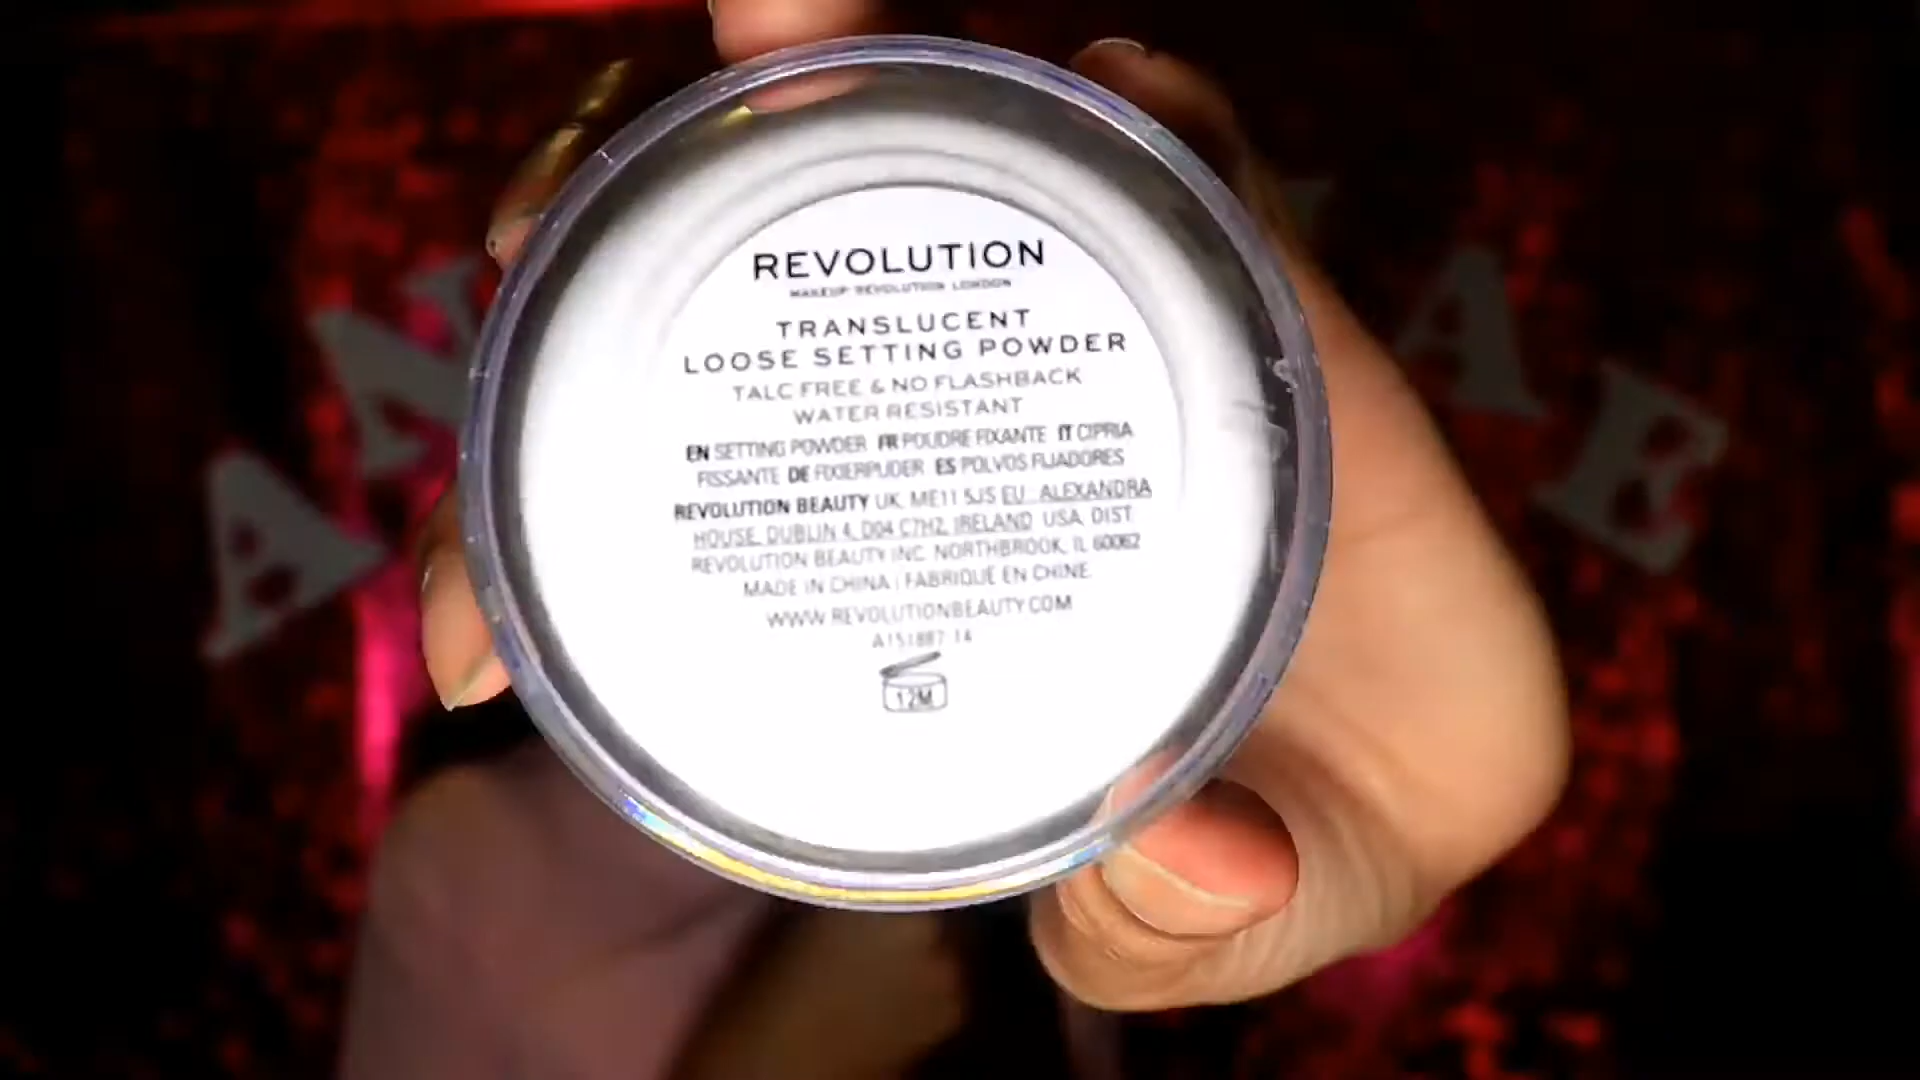 REVOLUTION
MAKEUP REVOLUTION LONDON
TRANSLUCENT
LOOSE SETTING POWDER
TALC FREE & NO FLASHBACK
WATER RESISTANT
EN SETTING POWDER FR POUDRE FIXANTE IT CIPRIA
FISSANTE DE FIXIERPUDER ES POLVOS FIJADORES
REVOLUTION BEAUTY UK, ME11 5JS EU: ALEXANDRA
HOUSE, DUBLIN 4, D04 C7H2, IRELAND USA DIST.
REVOLUTION BEAUTY INC. NORTHBROOK, IL 60062
MADE IN CHINA / FABRIQUÉ EN CHINE
WWW.REVOLUTIONBEAUTY.COM
12M